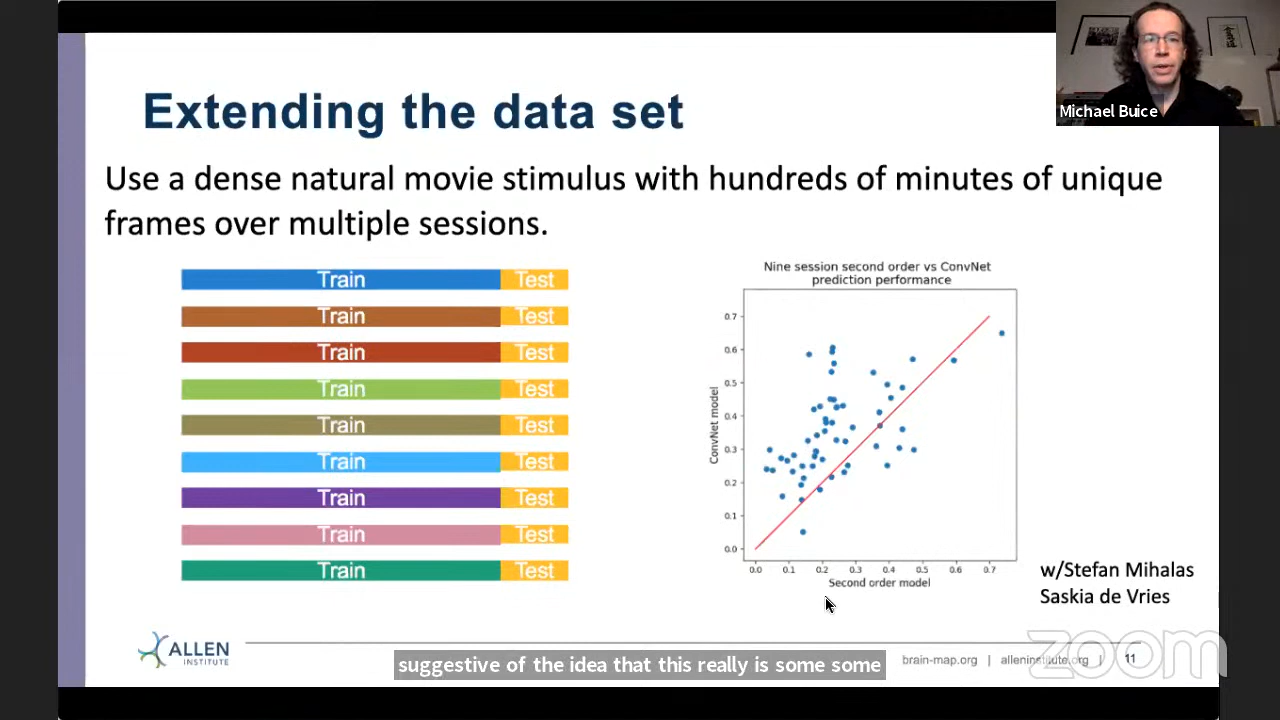 Extending the data set
Michael Buice
Use a dense natural movie stimulus with hundreds of minutes of unique
frames over multiple sessions.
Train Test
Train Test
Train Test
Train Test
Train Test
Train Test
Train Test
Train Test
Train Test
Nine session second order vs ConvNet
prediction performance
ConvNet model
0.7
0.6
0.5
0.4
0.3
0.2
0.1
0.0
0.0 0.1 0.2 0.3 0.4 0.5 0.6 0.7
Second order model
w/Stefan Mihalas
Saskia de Vries
ALLEN
INSTITUTE
suggestive of the idea that this really is some some
brain-map.org | alleninstitute.org | 11
zoom